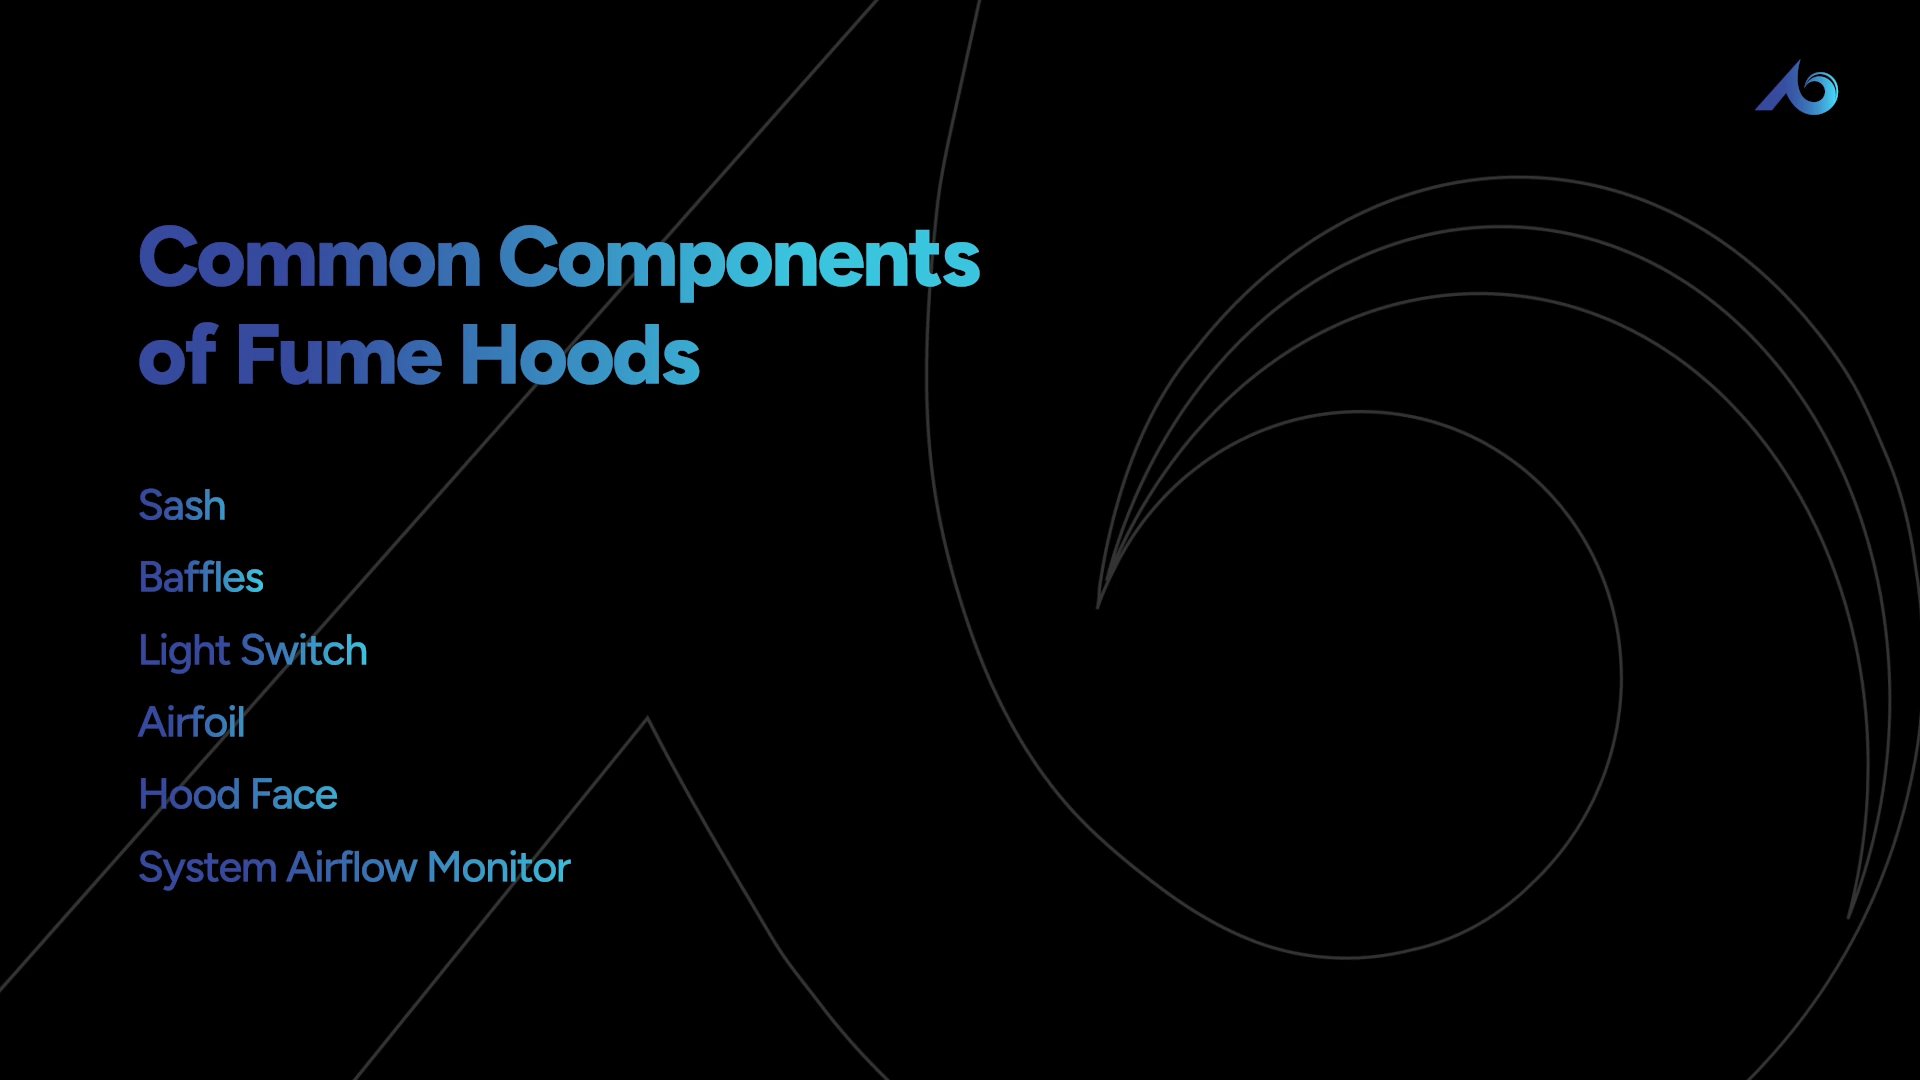 Common Components
of Fume Hoods
Sash
Baffles
Light Switch
Airfoil
Hood Face
System Airflow Monitor